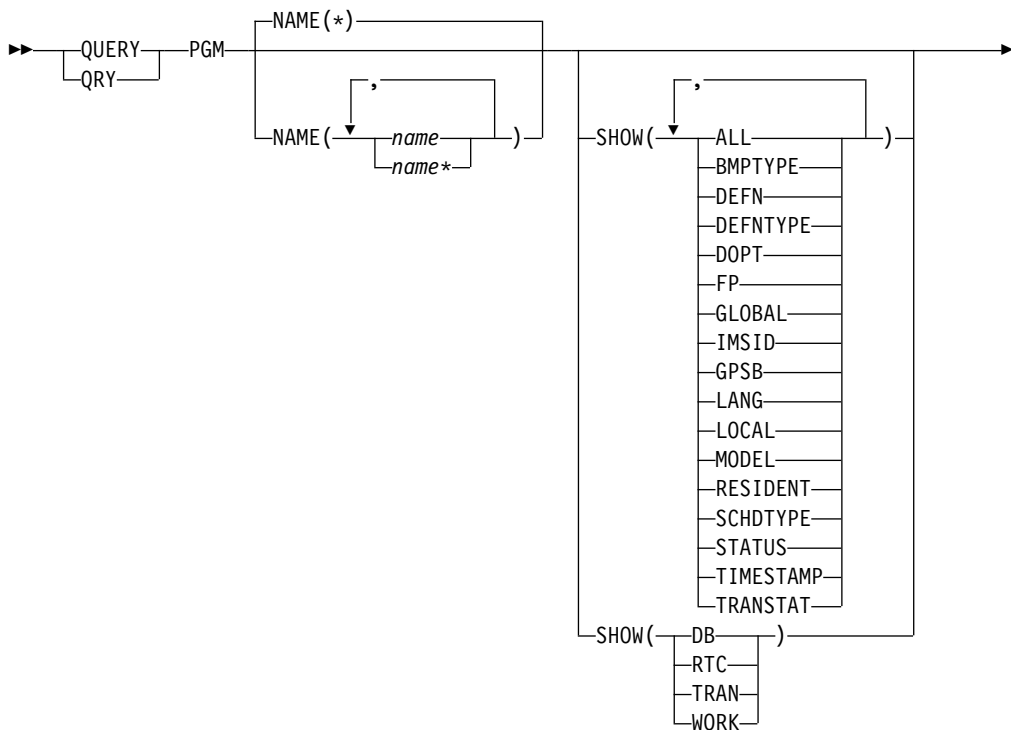 NAME(*)
QUERY PGM
QRY
, ,
NAME( name ) SHOW( ALL )
name* BMPTYPE
DEFN
DEFNTYPE
DOPT
FP
GLOBAL
IMSID
GPSB
LANG
LOCAL
MODEL
RESIDENT
SCHDTYPE
STATUS
TIMESTAMP
TRANSTAT
SHOW( DB )
RTC
TRAN
WORK